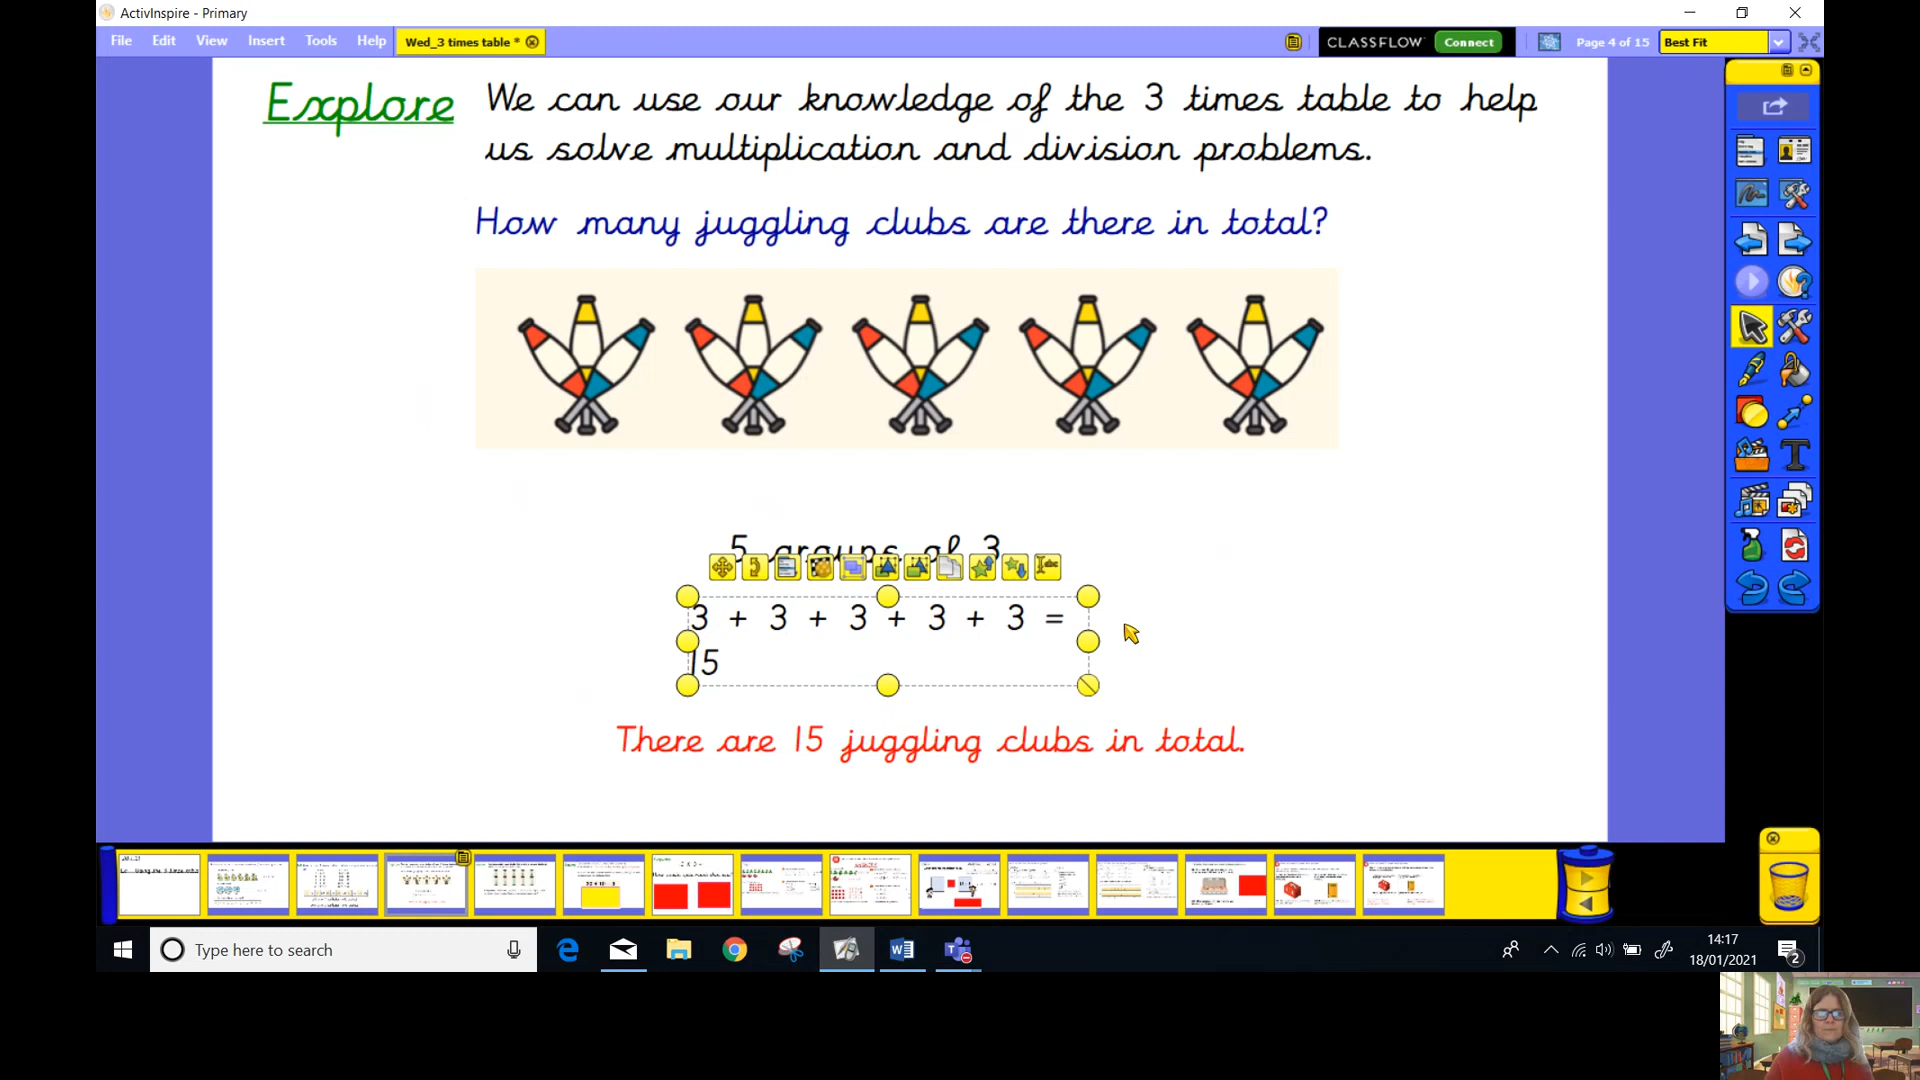 ActivInspire - Primary
File Edit View Insert Tools Help
Wed_3 times table *
CLASSFLOW Connect
Page 4 of 15
Best Fit
Explore
We can use our knowledge of the 3 times table to help
us solve multiplication and division problems.
How many juggling clubs are there in total?
5 groups of 3
3 + 3 + 3 + 3 + 3 =
15
There are 15 juggling clubs in total.
Type here to search
14:17
18/01/2021
2